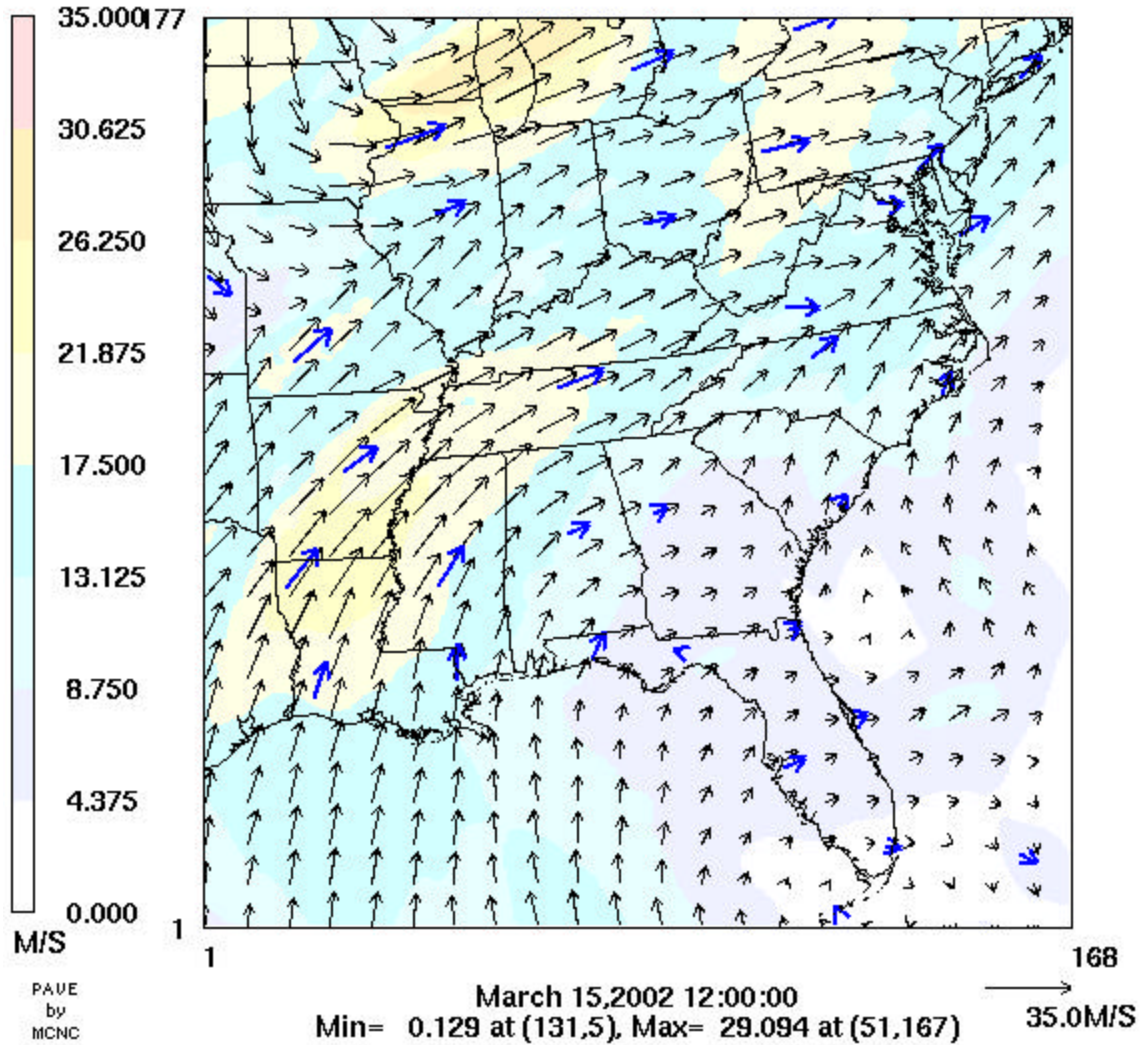 35.000
177
30.625
26.250
21.875
17.500
13.125
8.750
4.375
0.000
M/S
1
1
168
PAVE
by
MCNC
March 15,2002 12:00:00
Min= 0.129 at (131,5), Max= 29.094 at (51,167)
35.0M/S